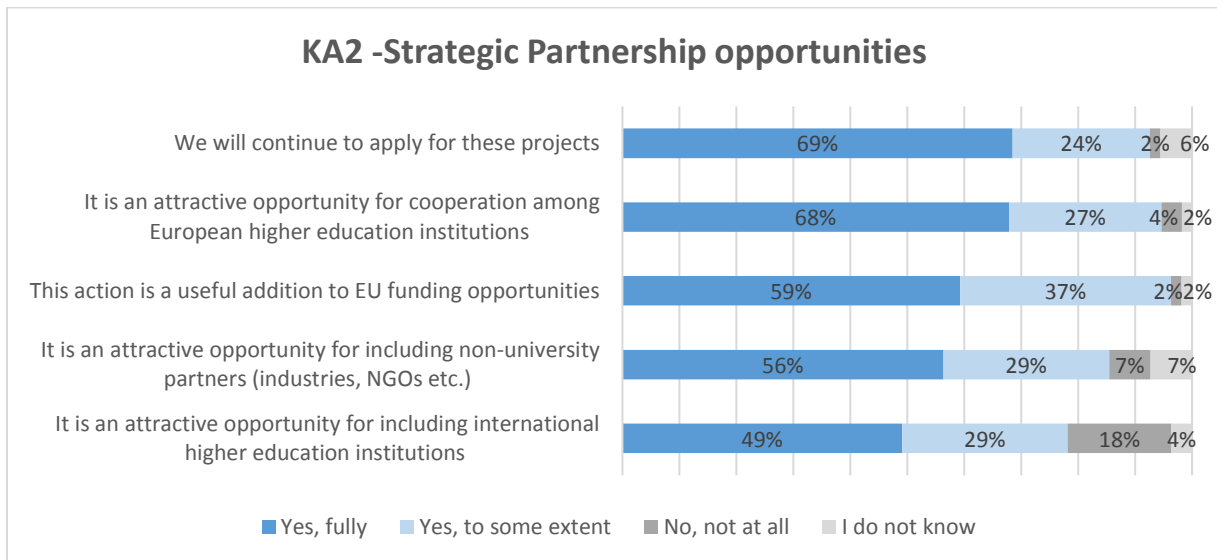 KA2 -Strategic Partnership opportunities
We will continue to apply for these projects
69% 24% 2% 6%
It is an attractive opportunity for cooperation among
European higher education institutions
68% 27% 4% 2%
This action is a useful addition to EU funding opportunities
59% 37% 2% 2%
It is an attractive opportunity for including non-university
partners (industries, NGOs etc.)
56% 29% 7% 7%
It is an attractive opportunity for including international
higher education institutions
49% 29% 18% 4%
Yes, fully Yes, to some extent No, not at all I do not know